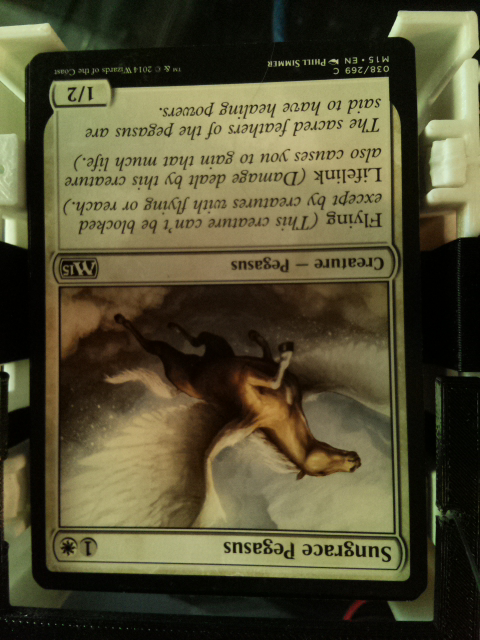 Sungrace Pegasus 1
Creature — Pegasus M15
Flying (This creature can't be blocked
except by creatures with flying or reach.)
Lifelink (Damage dealt by this creature
also causes you to gain that much life.)
The sacred feathers of the pegasus are
said to have healing powers.
1/2
038/269 C
M15 • EN PHILL SIMMER
™ & © 2014 Wizards of the Coast